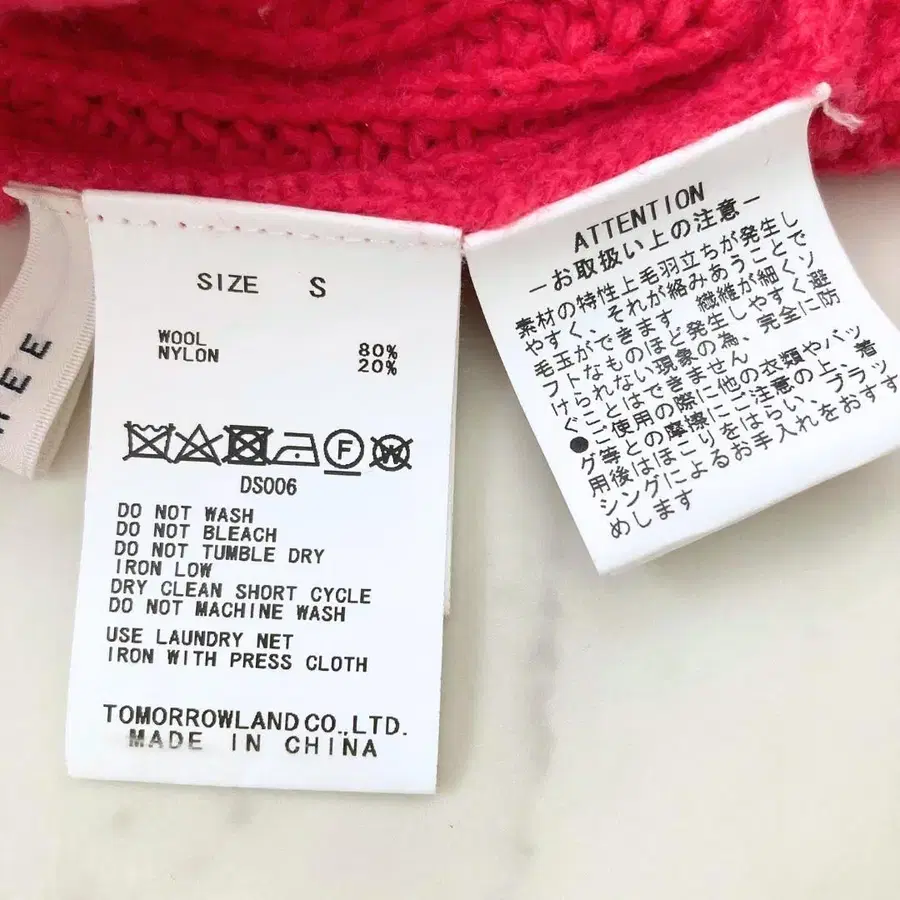 SIZE S
WOOL 80%
NYLON 20%
DS006
DO NOT WASH
DO NOT BLEACH
DO NOT TUMBLE DRY
IRON LOW
DRY CLEAN SHORT CYCLE
DO NOT MACHINE WASH
USE LAUNDRY NET
IRON WITH PRESS CLOTH
TOMORROWLAND CO.,LTD.
MADE IN CHINA
ATTENTION
－お取扱い上の注意－
素材の特性上毛羽立ちが発生し
やすく、それが絡みあうことで
毛玉ができます 繊維が細くソ
フトなものほど発生しやすく避
けられない現象の為、完全に防
ぐことはできません
●ご使用の際に他の衣類やバッ
グ等との摩擦にご注意の上、着
用後はほこりをはらい、ブラッ
シングによるお手入れをおすす
めします